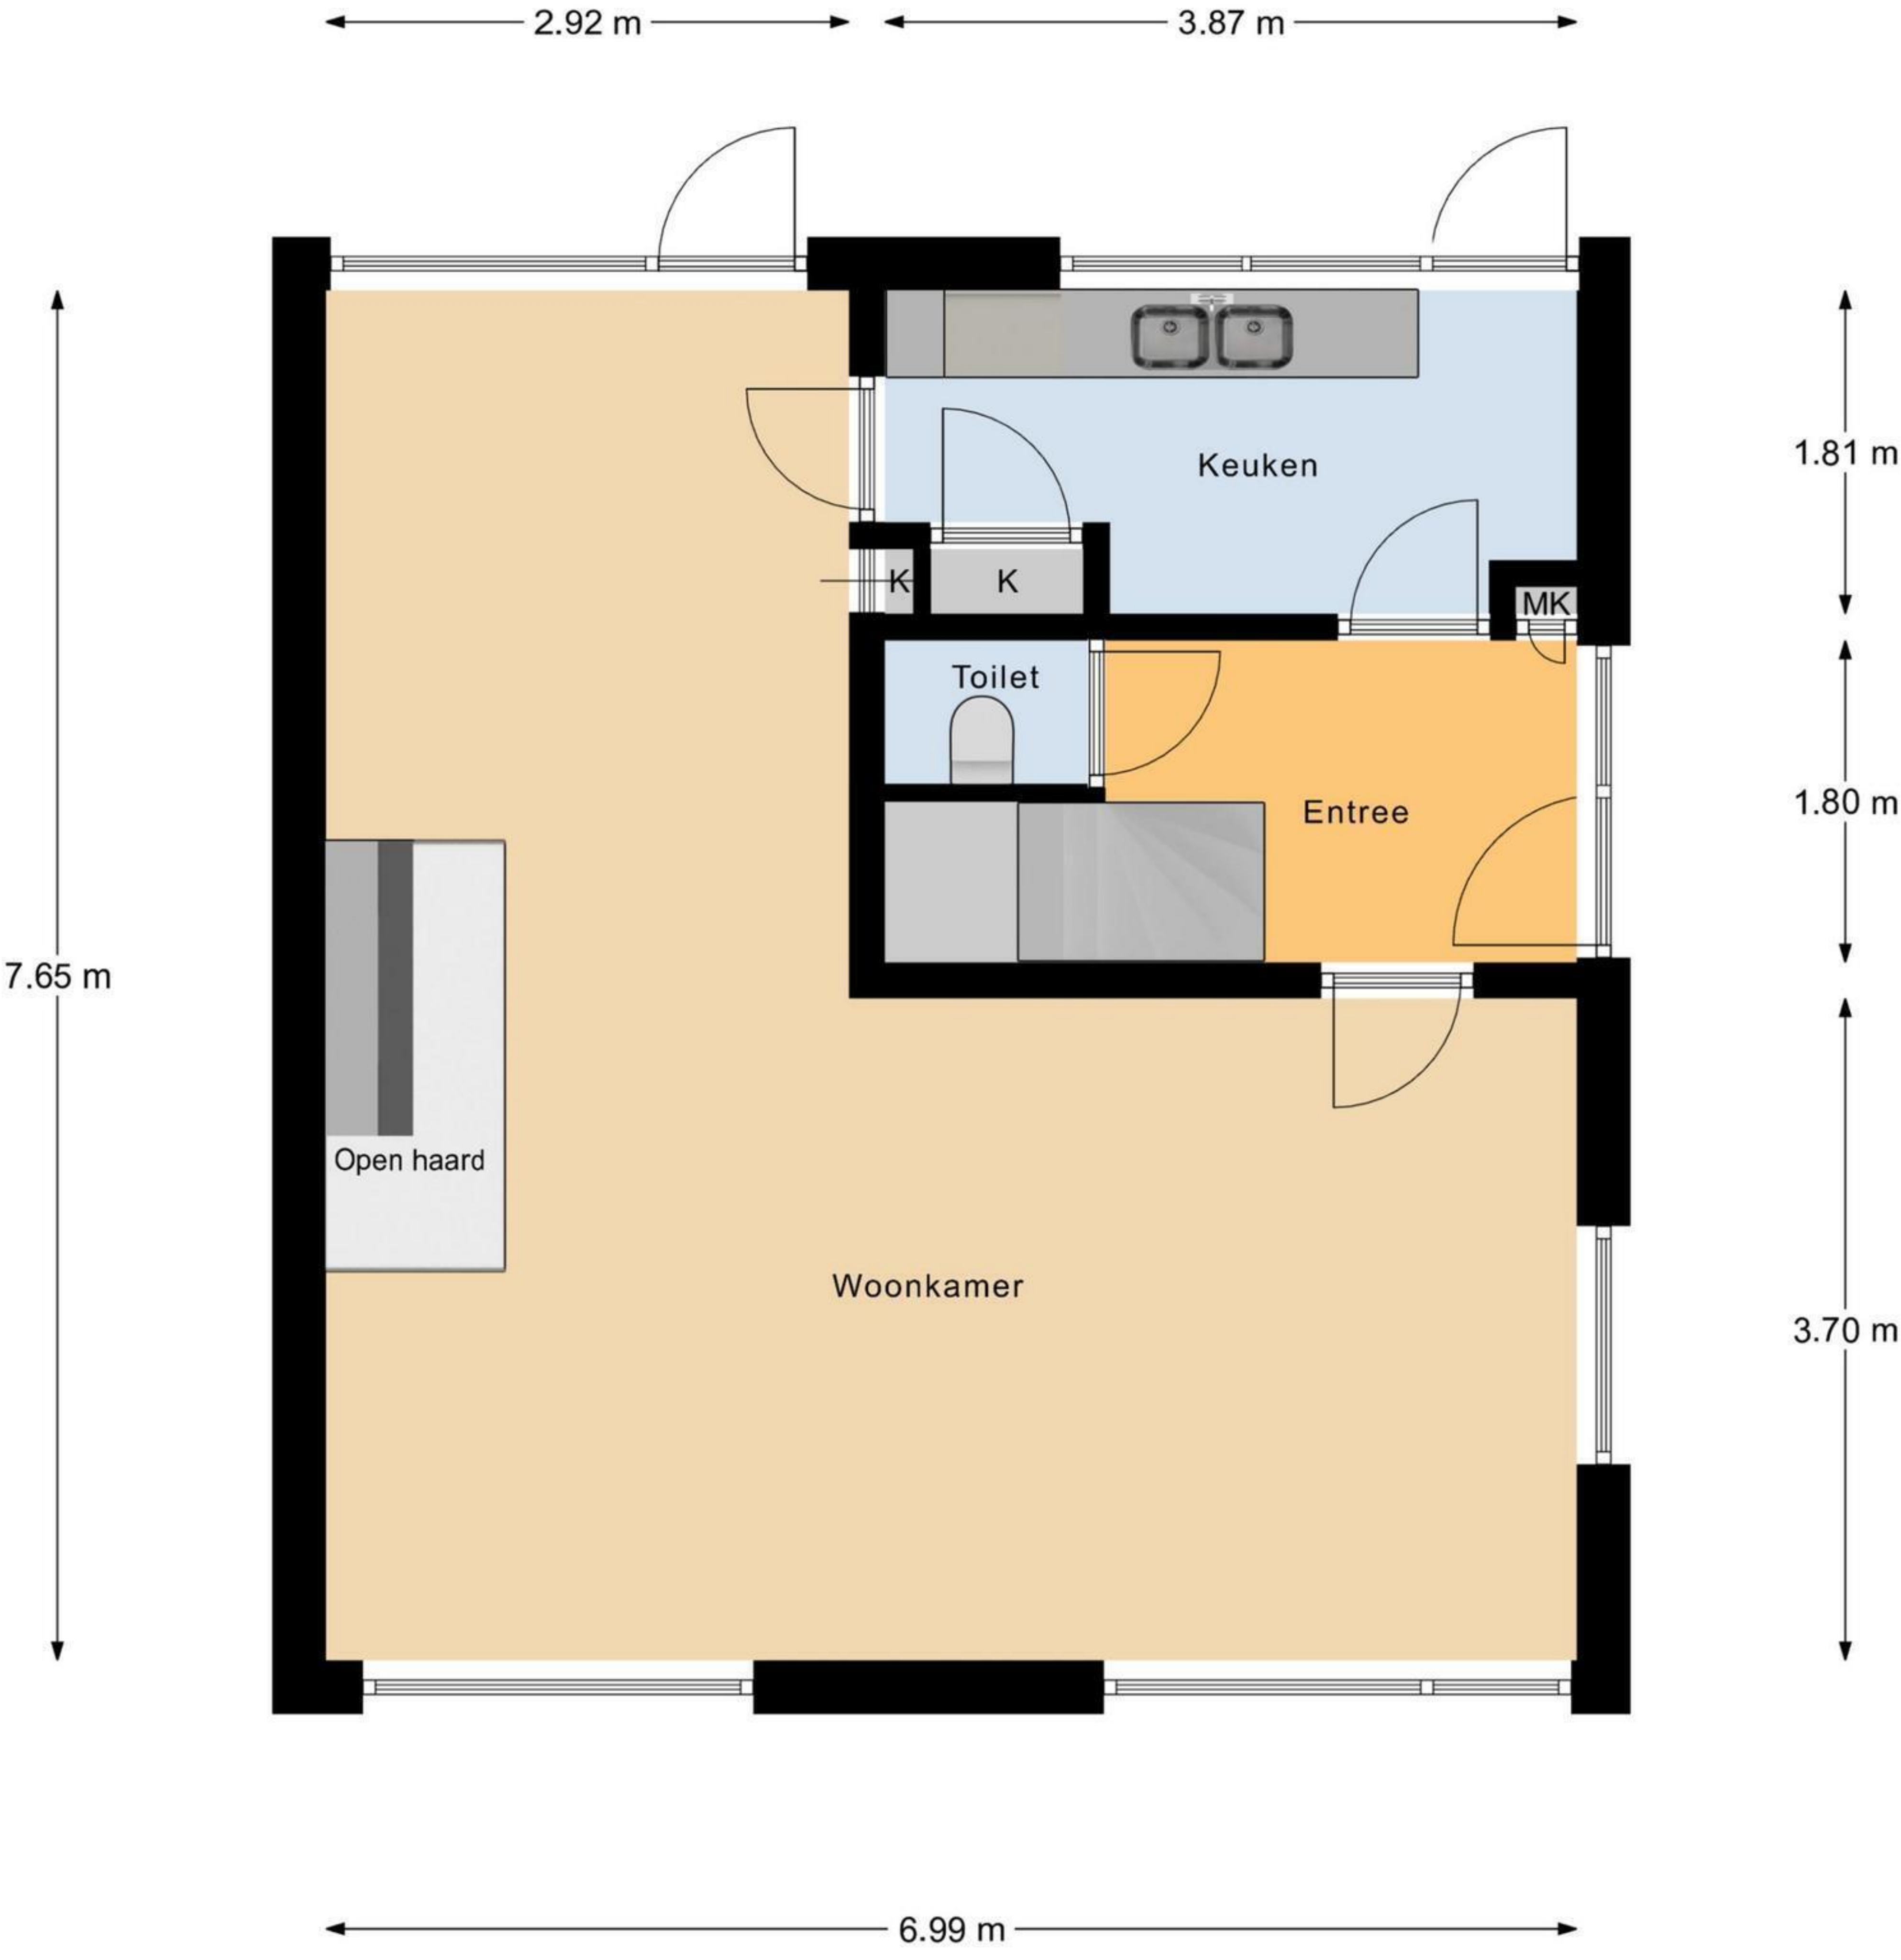 2.92 m
3.87 m
1.81 m
Keuken
K
K
MK
Toilet
1.80 m
Entree
7.65 m
Open haard
Woonkamer
3.70 m
6.99 m